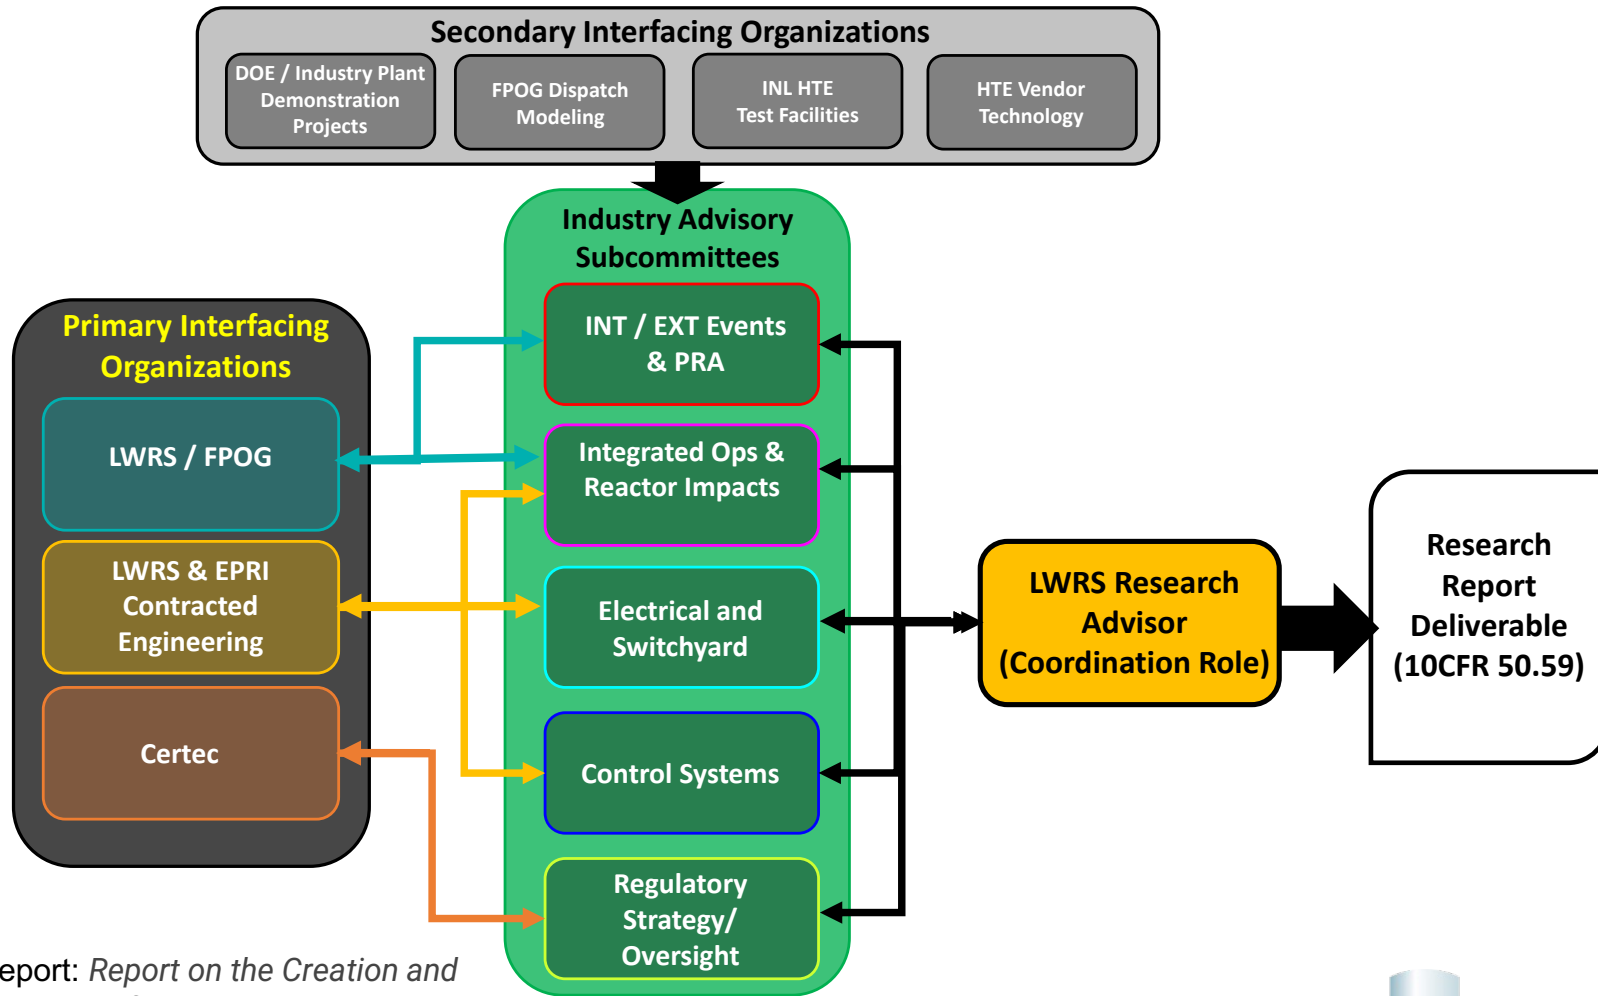 Secondary Interfacing Organizations
DOE / Industry Plant
Demonstration
Projects
FPOG Dispatch
Modeling
INL HTE
Test Facilities
HTE Vendor
Technology
Industry Advisory
Subcommittees
INT / EXT Events
& PRA
Integrated Ops &
Reactor Impacts
Electrical and
Switchyard
Control Systems
Regulatory
Strategy/
Oversight
Primary Interfacing
Organizations
LWRS / FPOG
LWRS & EPRI
Contracted
Engineering
Certec
LWRS Research
Advisor
(Coordination Role)
Research
Report
Deliverable
(10CFR 50.59)
eport: Report on the Creation and